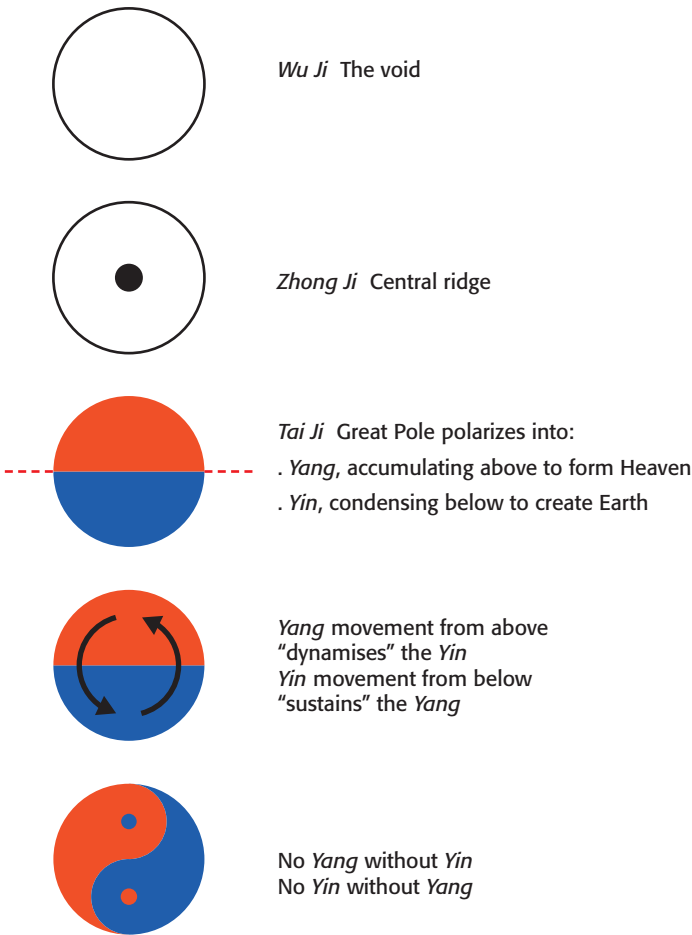 Wu Ji The void
Zhong Ji Central ridge
Tai Ji Great Pole polarizes into:
. Yang, accumulating above to form Heaven
. Yin, condensing below to create Earth
Yang movement from above
“dynamises” the Yin
Yin movement from below
“sustains” the Yang
No Yang without Yin
No Yin without Yang